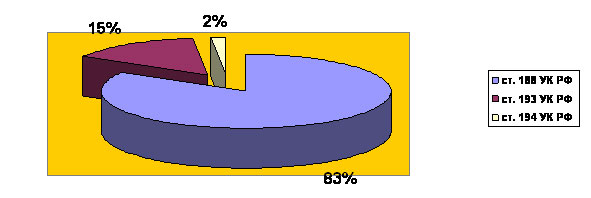 2%
15%
83%
ст. 188 УК РФ
ст. 193 УК РФ
ст. 194 УК РФ